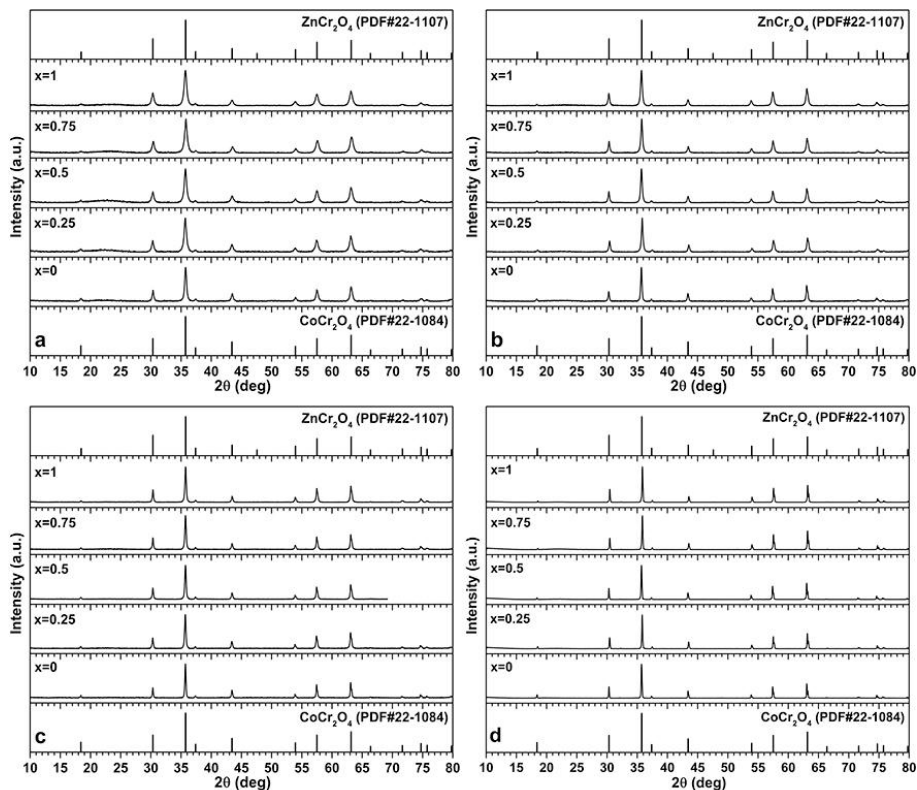 ZnCr₂O₄ (PDF#22-1107)
x=1
x=0.75
x=0.5
x=0.25
x=0
CoCr₂O₄ (PDF#22-1084)
a
Intensity (a.u.)
10 15 20 25 30 35 40 45 50 55 60 65 70 75 80
2θ (deg)
ZnCr₂O₄ (PDF#22-1107)
x=1
x=0.75
x=0.5
x=0.25
x=0
CoCr₂O₄ (PDF#22-1084)
b
Intensity (a.u.)
10 15 20 25 30 35 40 45 50 55 60 65 70 75 80
2θ (deg)
ZnCr₂O₄ (PDF#22-1107)
x=1
x=0.75
x=0.5
x=0.25
x=0
CoCr₂O₄ (PDF#22-1084)
c
Intensity (a.u.)
10 15 20 25 30 35 40 45 50 55 60 65 70 75 80
2θ (deg)
ZnCr₂O₄ (PDF#22-1107)
x=1
x=0.75
x=0.5
x=0.25
x=0
CoCr₂O₄ (PDF#22-1084)
d
Intensity (a.u.)
10 15 20 25 30 35 40 45 50 55 60 65 70 75 80
2θ (deg)